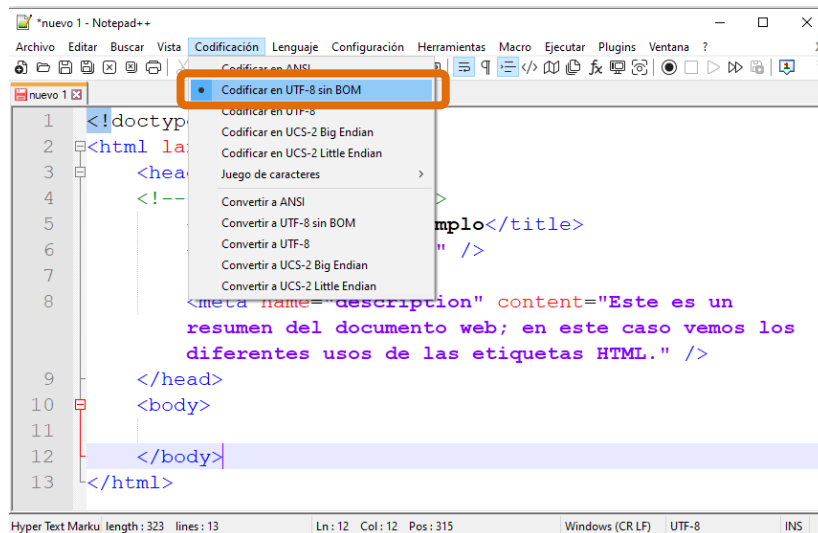 *nuevo 1 - Notepad++
Archivo Editar Buscar Vista Codificación Lenguaje Configuración Herramientas Macro Ejecutar Plugins Ventana ?
nuevo 1
Codificar en ANSI
Codificar en UTF-8 sin BOM
Codificar en UTF-8
Codificar en UCS-2 Big Endian
Codificar en UCS-2 Little Endian
Juego de caracteres
Convertir a ANSI
Convertir a UTF-8 sin BOM
Convertir a UTF-8
Convertir a UCS-2 Big Endian
Convertir a UCS-2 Little Endian
1 <!doctyp
2 <html la
3 <hea
4 <!-- >
5 mplo</title>
6 " />
7
8 <meta name="description" content="Este es un
resumen del documento web; en este caso vemos los
diferentes usos de las etiquetas HTML." />
9 </head>
10 <body>
11
12 </body>
13 </html>
Hyper Text Marku length : 323 lines : 13 Ln : 12 Col : 12 Pos : 315 Windows (CR LF) UTF-8 INS